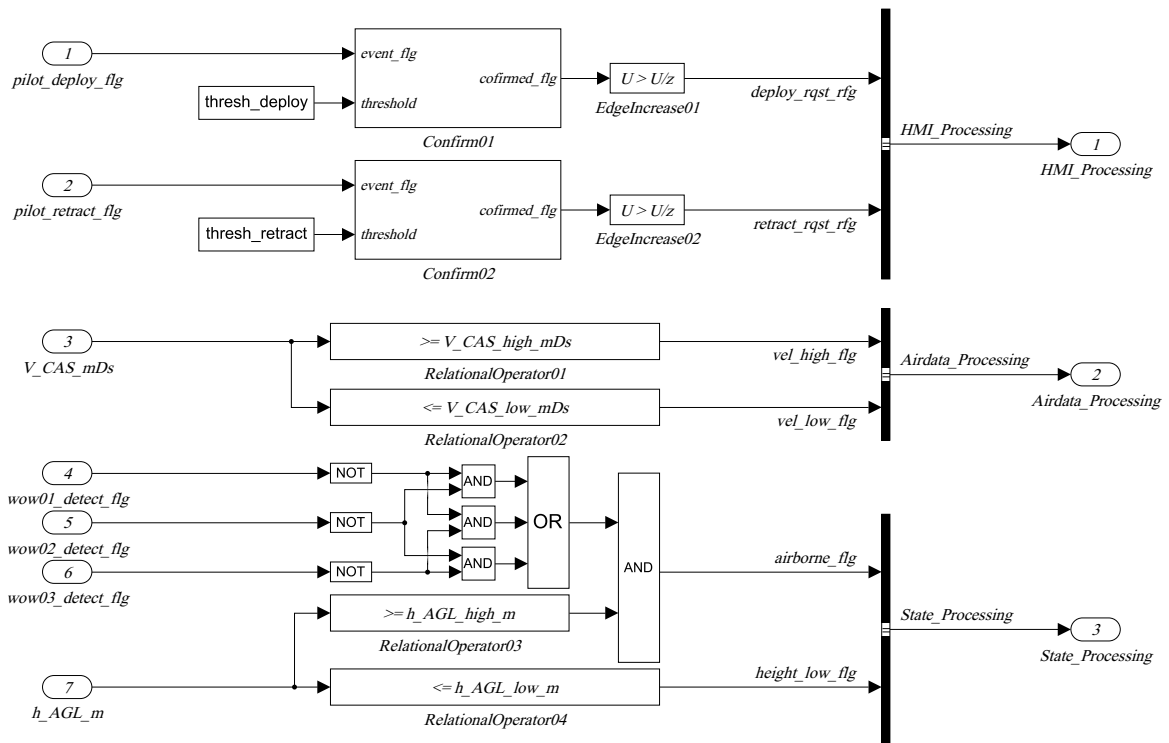 1
pilot_deploy_flg
thresh_deploy
event_flg
threshold
cofirmed_flg
Confirm01
U > U/z
EdgeIncrease01
deploy_rqst_rfg
HMI_Processing
1
HMI_Processing
2
pilot_retract_flg
thresh_retract
event_flg
threshold
cofirmed_flg
Confirm02
U > U/z
EdgeIncrease02
retract_rqst_rfg
3
V_CAS_mDs
>= V_CAS_high_mDs
RelationalOperator01
vel_high_flg
<= V_CAS_low_mDs
RelationalOperator02
vel_low_flg
Airdata_Processing
2
Airdata_Processing
4
wow01_detect_flg
NOT
AND
5
wow02_detect_flg
NOT
AND
6
wow03_detect_flg
NOT
AND
OR
AND
airborne_flg
>= h_AGL_high_m
RelationalOperator03
State_Processing
3
State_Processing
7
h_AGL_m
<= h_AGL_low_m
RelationalOperator04
height_low_flg